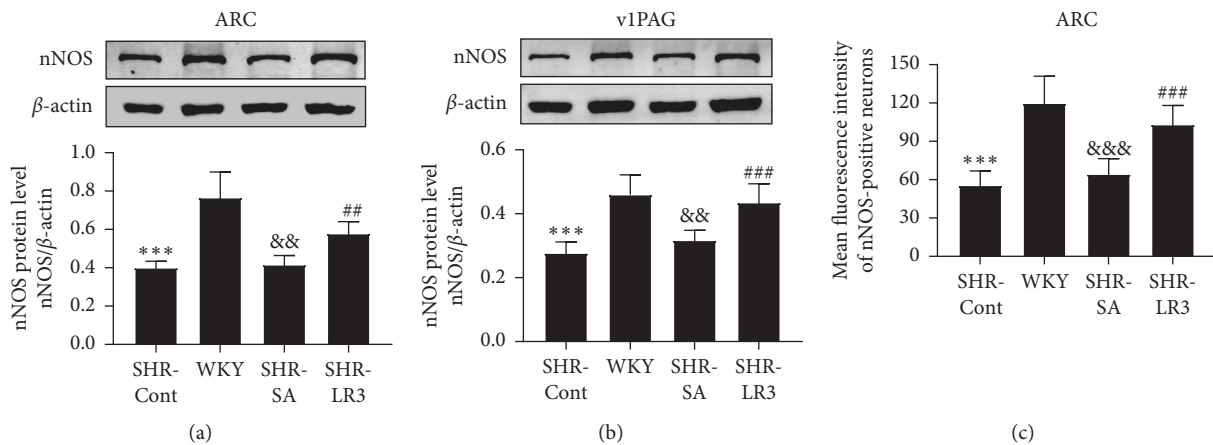 ARC
nNOS
β-actin
nNOS protein level
nNOS/β-actin
1.0
0.8
0.6
0.4
0.2
0.0
***
&&
##
SHR-
Cont
WKY
SHR-
SA
SHR-
LR3
(a)
v1PAG
nNOS
β-actin
nNOS protein level
nNOS/β-actin
0.6
0.4
0.2
0.0
***
&&
###
SHR-
Cont
WKY
SHR-
SA
SHR-
LR3
(b)
ARC
Mean fluorescence intensity
of nNOS-positive neurons
150
120
90
60
30
0
***
&&&
###
SHR-
Cont
WKY
SHR-
SA
SHR-
LR3
(c)